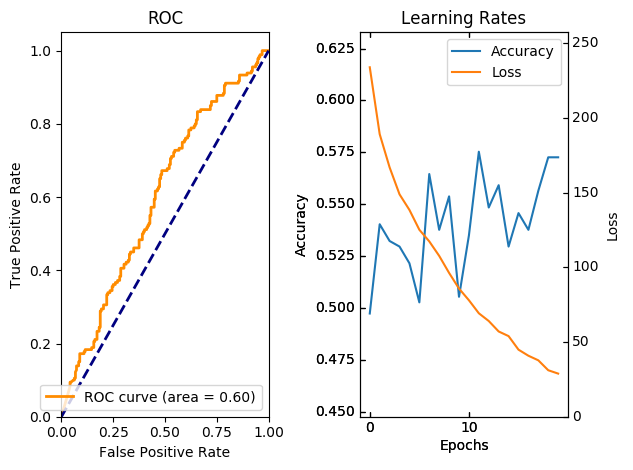 ROC
1.0
0.8
0.6
0.4
0.2
0.0
0.00
0.25
0.50
0.75
1.00
True Positive Rate
False Positive Rate
ROC curve (area = 0.60)
Learning Rates
0.625
0.600
0.575
0.550
0.525
0.500
0.475
0.450
Accuracy
Accuracy
Loss
250
200
150
100
50
0
Loss
0
10
Epochs